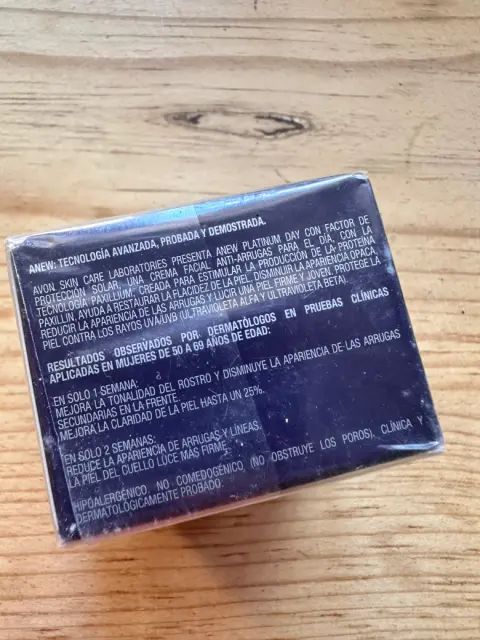 ANEW: TECNOLOGÍA AVANZADA, PROBADA Y DEMOSTRADA.
AVON SKIN CARE LABORATORIES PRESENTA ANEW PLATINUM DAY CON FACTOR DE
PROTECCIÓN SOLAR, UNA CREMA FACIAL ANTI-ARRUGAS PARA EL DÍA, CON LA
TECNOLOGÍA PAXILLIUM, CREADA PARA ESTIMULAR LA PRODUCCIÓN DE LA PROTEÍNA
PAXILLIN. AYUDA A RESTAURAR LA FLACIDEZ DE LA PIEL, DISMINUIR LA APARIENCIA OPACA,
REDUCIR LA APARIENCIA DE LAS ARRUGAS Y LUCIR UNA PIEL FIRME Y JOVEN. PROTEGE LA
PIEL CONTRA LOS RAYOS UVA/UVB (ULTRAVIOLETA ALFA Y ULTRAVIOLETA BETA).
RESULTADOS OBSERVADOS POR DERMATÓLOGOS EN PRUEBAS CLÍNICAS
APLICADAS EN MUJERES DE 50 A 69 AÑOS DE EDAD:
EN SOLO 1 SEMANA:
MEJORA LA TONALIDAD DEL ROSTRO Y DISMINUYE LA APARIENCIA DE LAS ARRUGAS
SECUNDARIAS EN LA FRENTE.
MEJORA LA CLARIDAD DE LA PIEL HASTA UN 25%.
EN SOLO 2 SEMANAS:
REDUCE LA APARIENCIA DE ARRUGAS Y LÍNEAS.
LA PIEL DEL CUELLO LUCE MÁS FIRME.
HIPOALERGÉNICO, NO COMEDOGÉNICO (NO OBSTRUYE LOS POROS), CLÍNICA Y
DERMATOLÓGICAMENTE PROBADO.